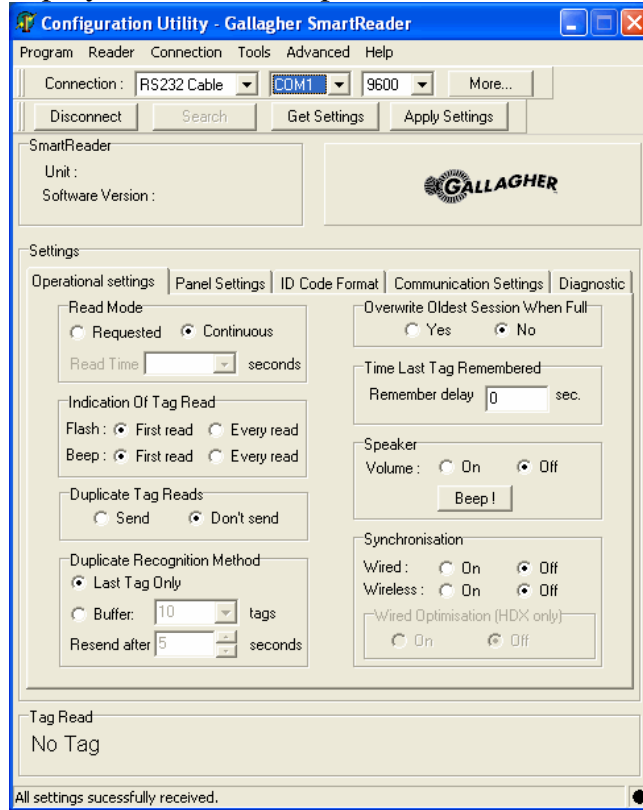 Configuration Utility - Gallagher SmartReader
Program Reader Connection Tools Advanced Help
Connection : RS232 Cable COM1 9600 More...
Disconnect Search Get Settings Apply Settings
SmartReader
Unit :
Software Version :
GALLAGHER
Settings
Operational settings Panel Settings ID Code Format Communication Settings Diagnostic
Read Mode
Requested Continuous
Read Time seconds
Indication Of Tag Read
Flash : First read Every read
Beep : First read Every read
Duplicate Tag Reads
Send Don't send
Duplicate Recognition Method
Last Tag Only
Buffer: 10 tags
Resend after 5 seconds
Overwrite Oldest Session When Full
Yes No
Time Last Tag Remembered
Remember delay 0 sec.
Speaker
Volume : On Off
Beep !
Synchronisation
Wired : On Off
Wireless : On Off
Wired Optimisation (HDX only)
On Off
Tag Read
No Tag
All settings sucessfully received.